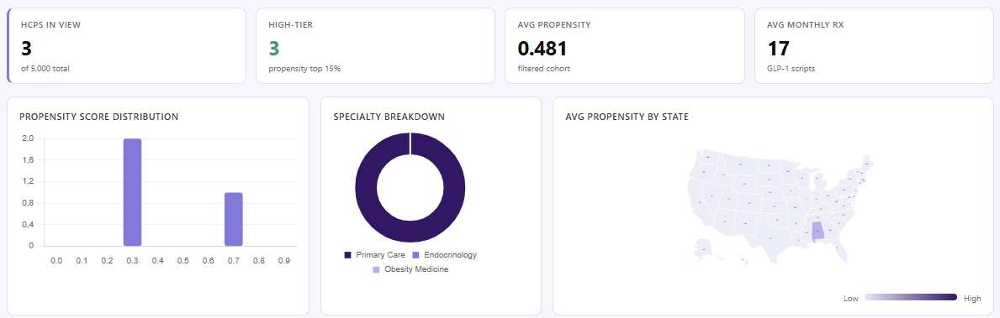 HCPS IN VIEW
3
of 5,000 total
HIGH-TIER
3
propensity top 15%
AVG PROPENSITY
0.481
filtered cohort
AVG MONTHLY RX
17
GLP-1 scripts
PROPENSITY SCORE DISTRIBUTION
2,0
1,6
1,2
0,8
0,4
0
0.0 0.1 0.2 0.3 0.4 0.5 0.6 0.7 0.8 0.9
SPECIALTY BREAKDOWN
Primary Care Endocrinology
Obesity Medicine
AVG PROPENSITY BY STATE
Low High